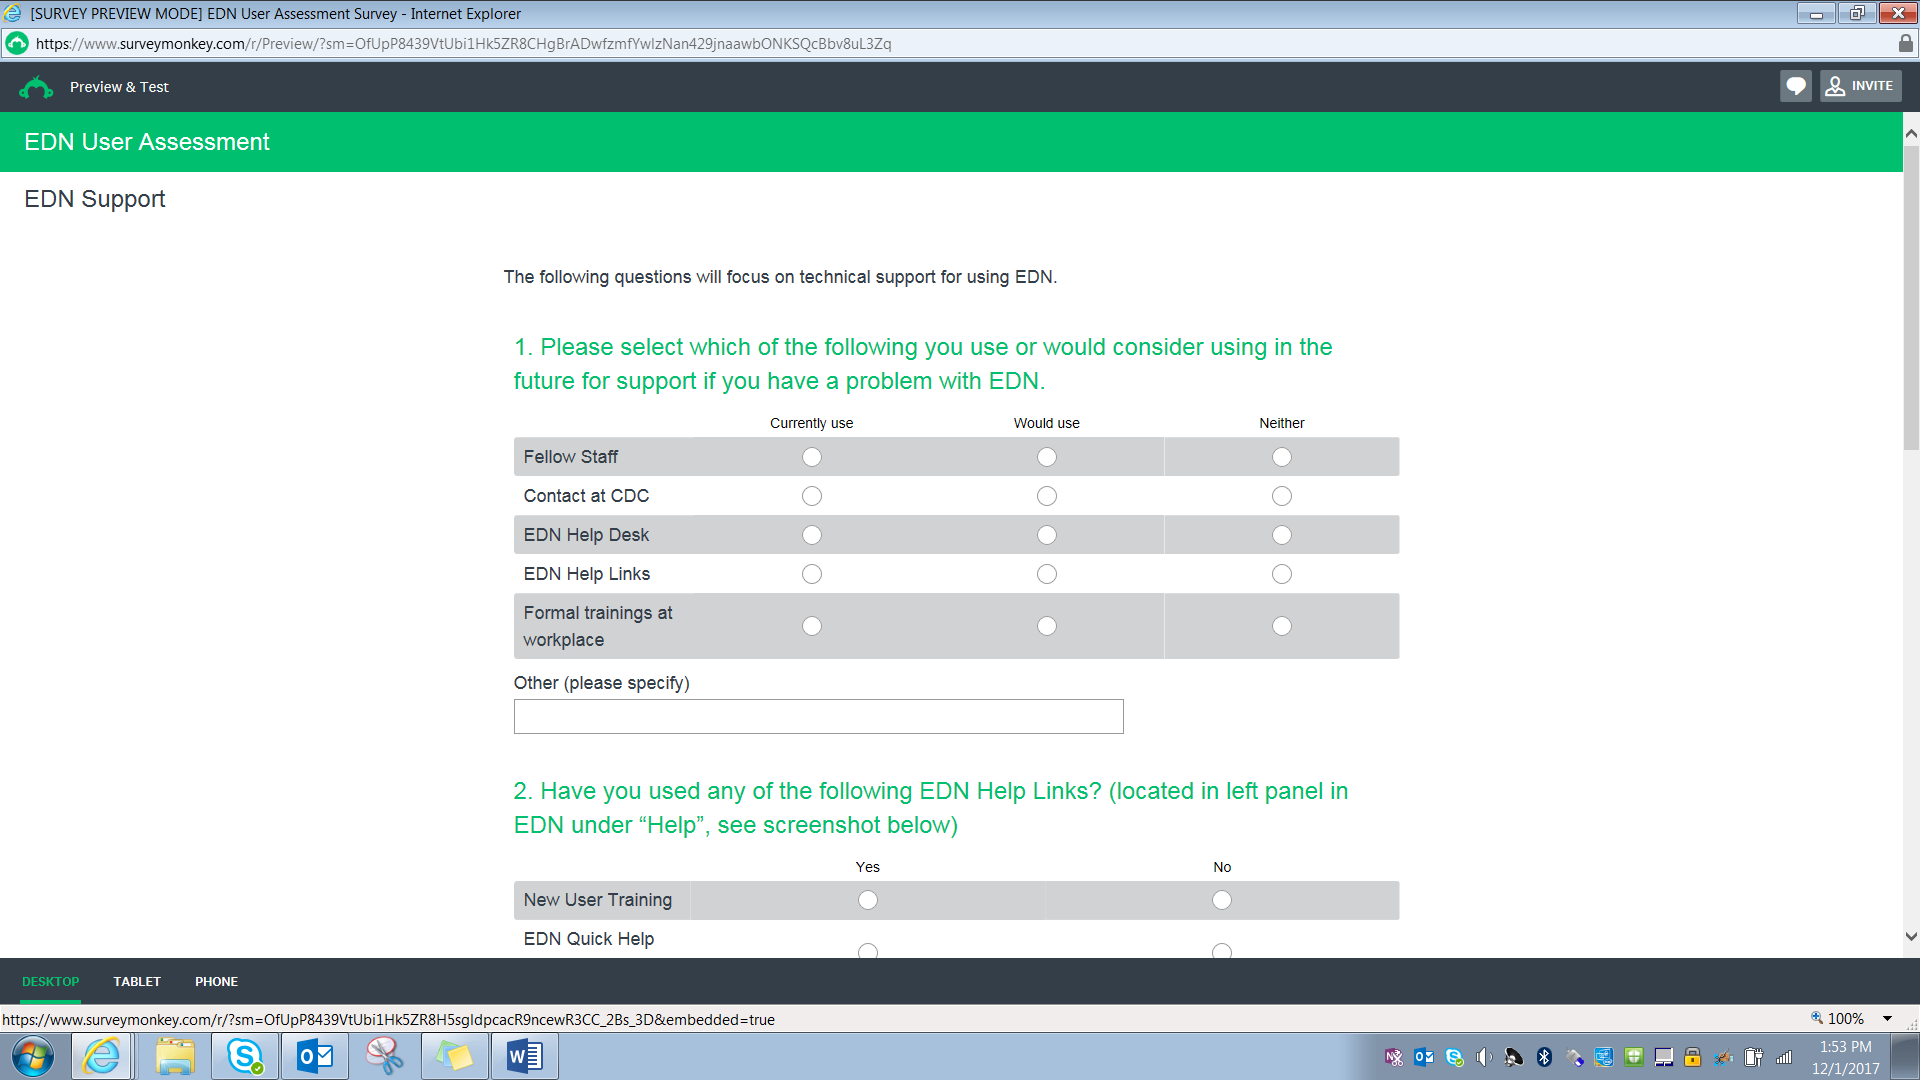 [SURVEY PREVIEW MODE] EDN User Assessment Survey - Internet Explorer
https://www.surveymonkey.com/r/Preview/?sm=OfUpP8439VtUbi1Hk5ZR8CHgBrADwfzmfYwlzNan429jnaawbONKSQcBbv8uL3Zq
Preview & Test
INVITE
EDN User Assessment
EDN Support
The following questions will focus on technical support for using EDN.
1. Please select which of the following you use or would consider using in the
future for support if you have a problem with EDN.
Currently use Would use Neither
Fellow Staff
Contact at CDC
EDN Help Desk
EDN Help Links
Formal trainings at
workplace
Other (please specify)
2. Have you used any of the following EDN Help Links? (located in left panel in
EDN under “Help”, see screenshot below)
Yes No
New User Training
EDN Quick Help
DESKTOP TABLET PHONE
https://www.surveymonkey.com/r/?sm=OfUpP8439VtUbi1Hk5ZR8H5sgIdpcacR9ncewR3CC_2Bs_3D&embedded=true
100%
1:53 PM
12/1/2017